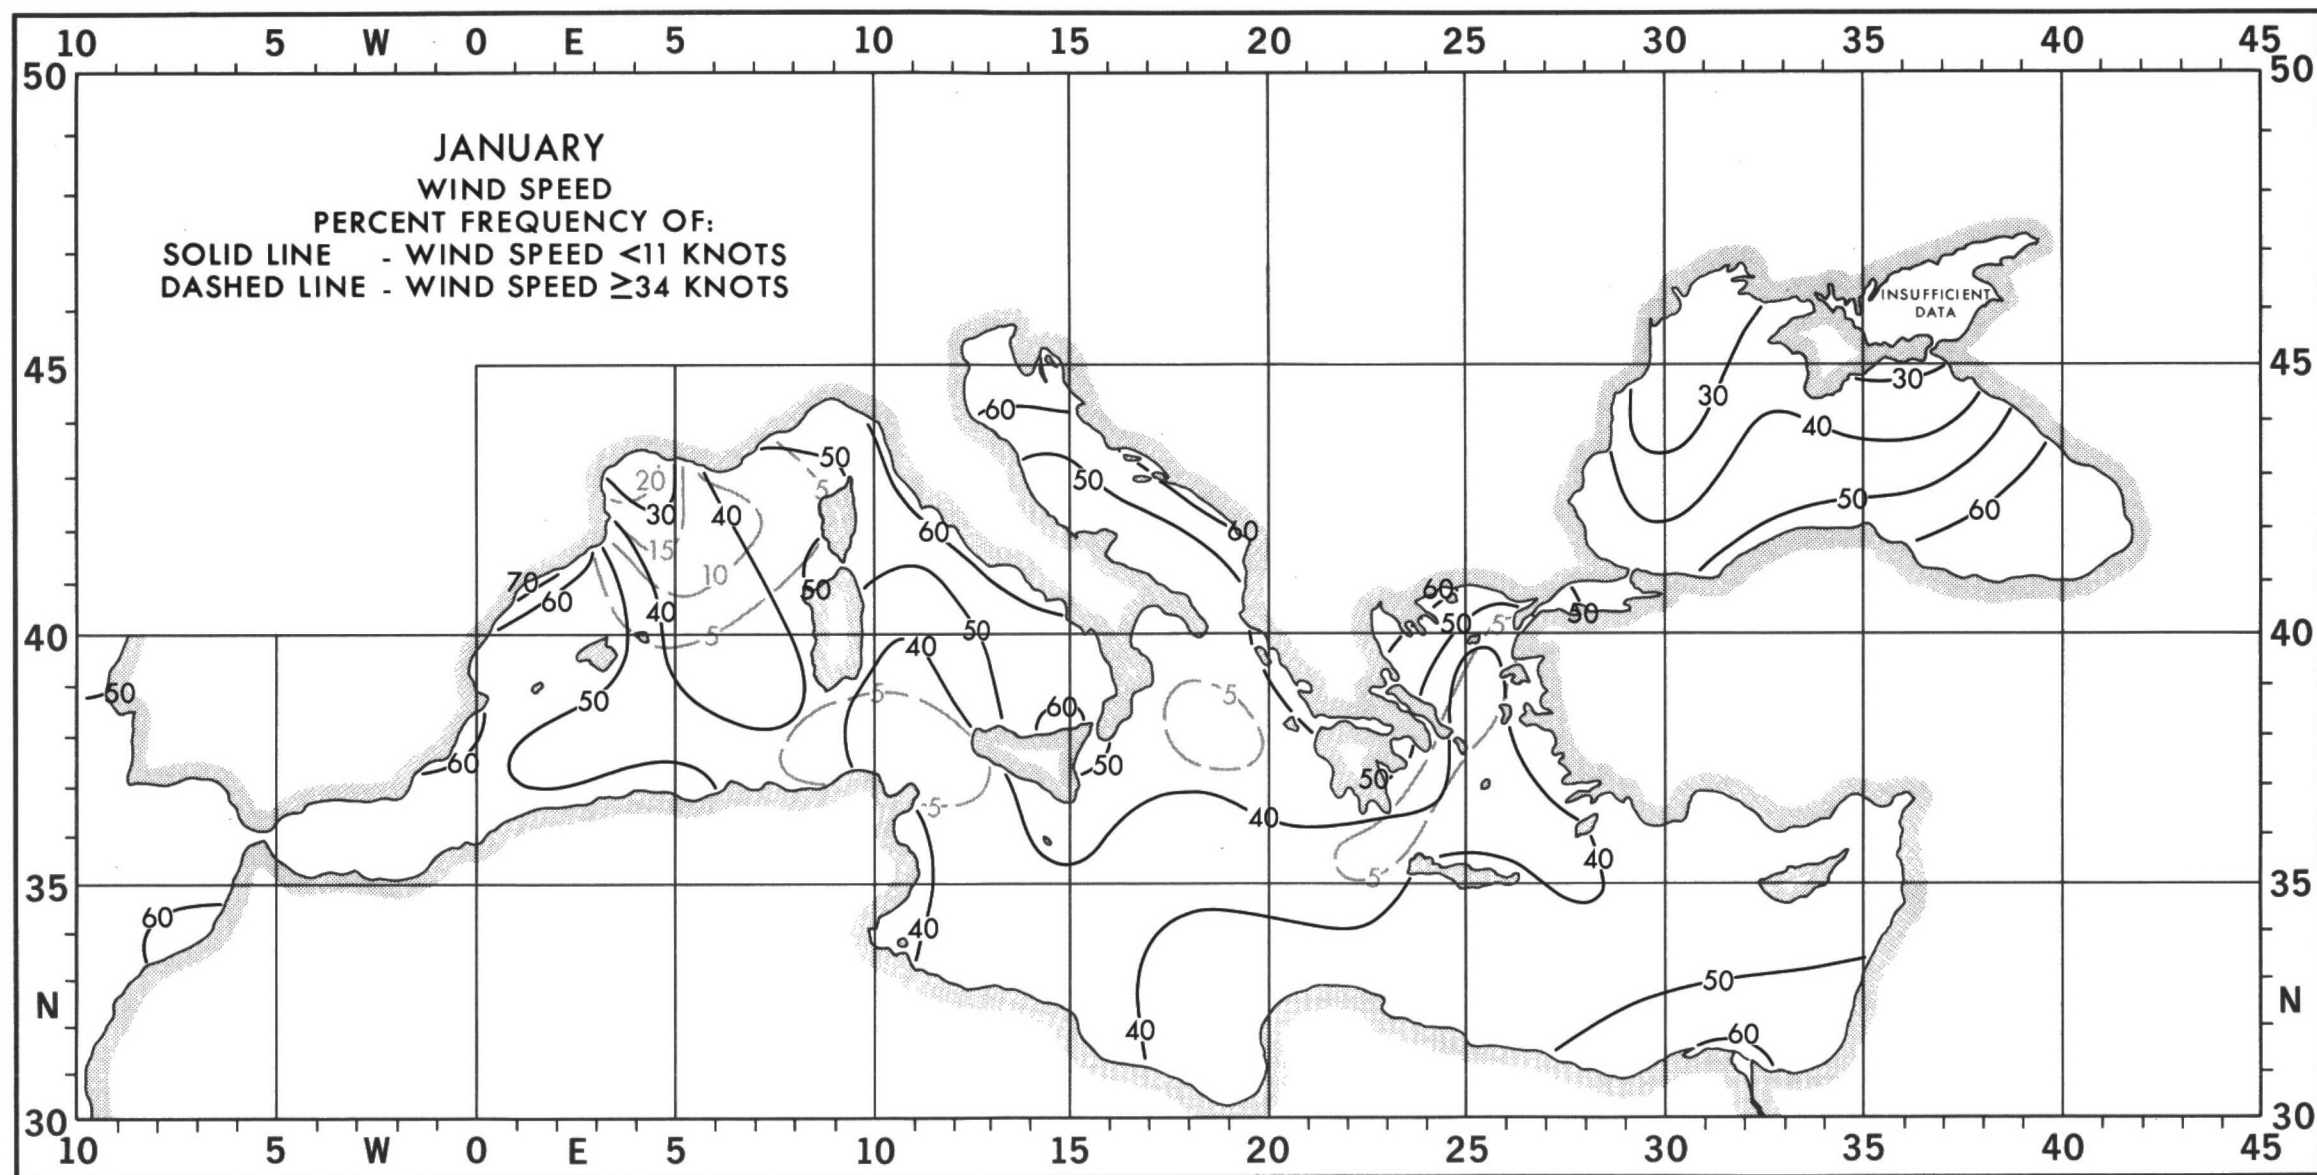 10 5 W 0 E 5 10 15 20 25 30 35 40 45
50 50
JANUARY
WIND SPEED
PERCENT FREQUENCY OF:
SOLID LINE - WIND SPEED <11 KNOTS
DASHED LINE - WIND SPEED ≥34 KNOTS
INSUFFICIENT
DATA
45 45
30 30
60 40
50 5 50
20 50
30 40 60 60 60
15
10
70 60 50 60
60 40 50 50 50 5
40 5 40
40
50 50 5 5
60
60 50 50
5 40
40
5
35 35
60 40
50
N N
40 60
30 30
10 5 W 0 E 5 10 15 20 25 30 35 40 45